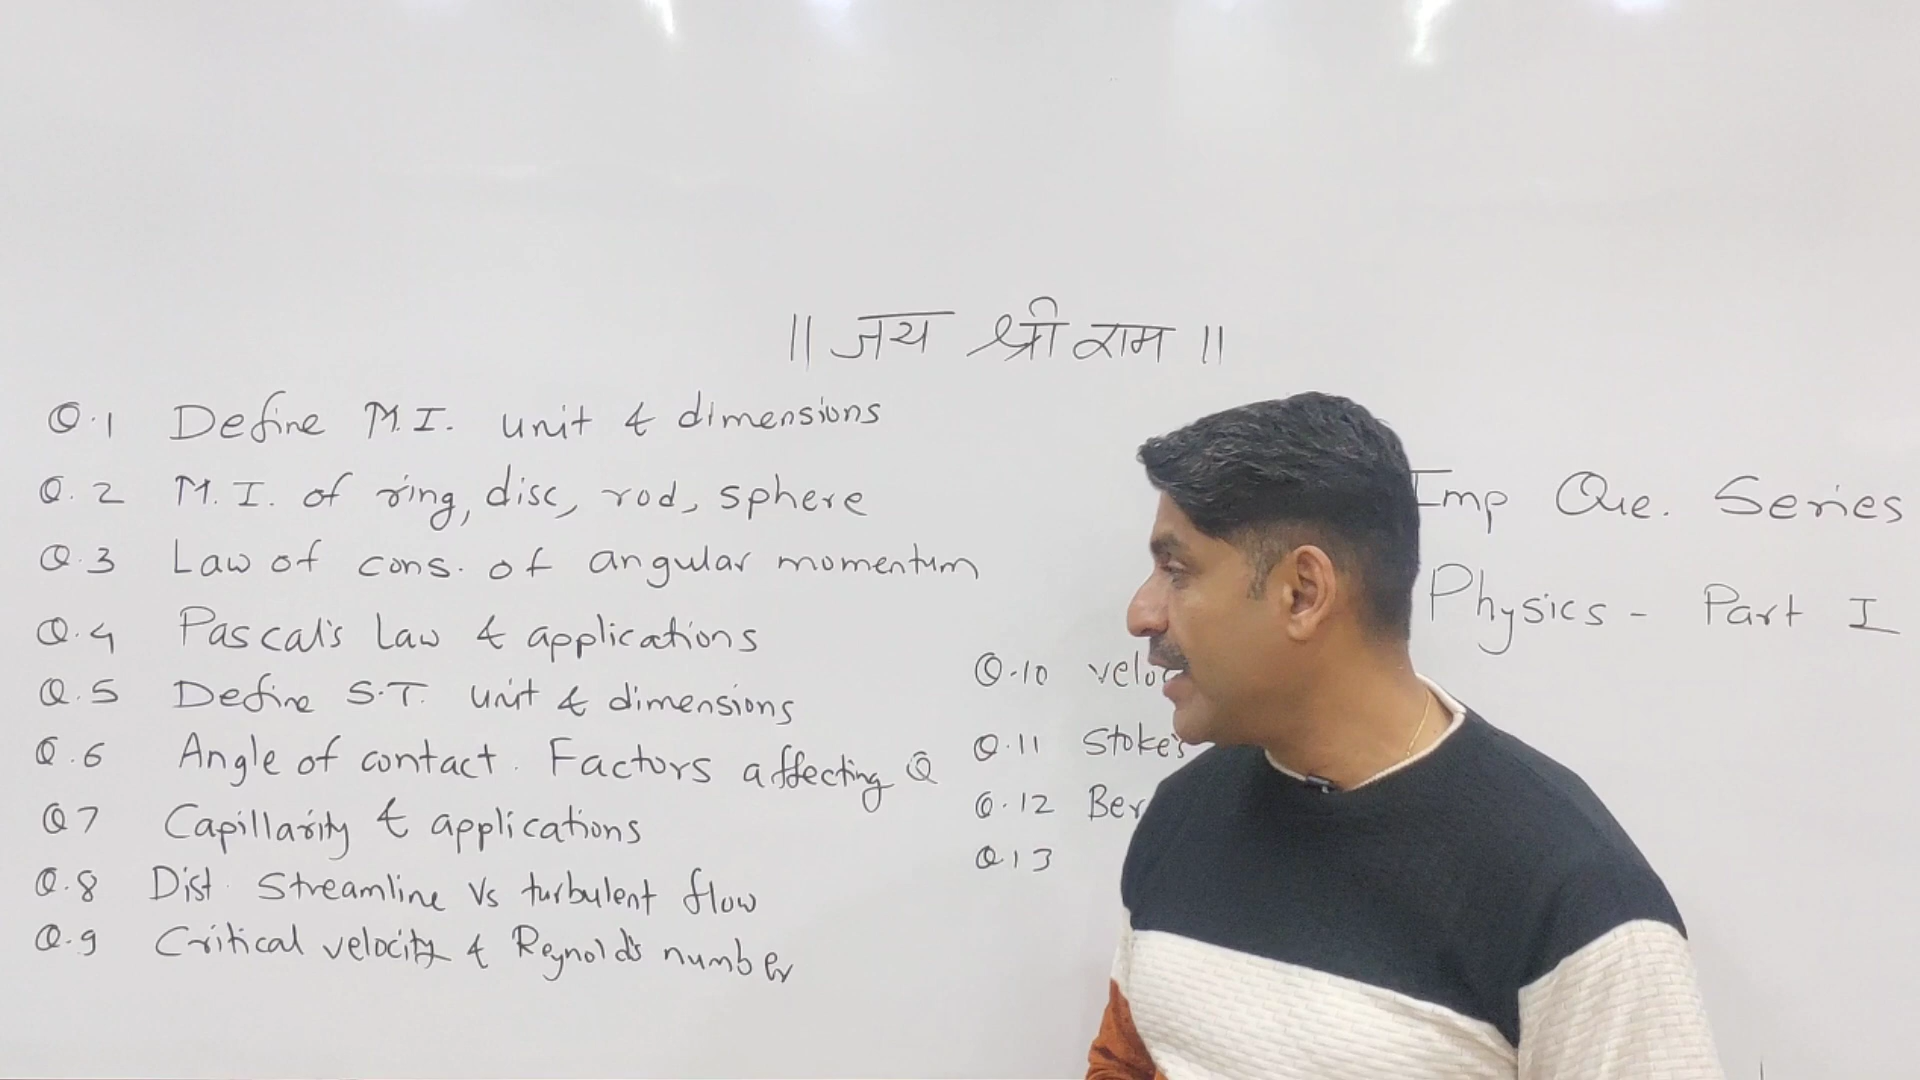 || जय श्री राम ||
Q.1 Define M.I. unit & dimensions
Q.2 M.I. of ring, disc, rod, sphere
Q.3 Law of cons. of angular momentum
Q.4 Pascal's Law & applications
Q.5 Define S.T. unit & dimensions
Q.6 Angle of contact. Factors affecting Q
Q7 Capillarity & applications
Q.8 Dist. Streamline Vs turbulent flow
Q.9 Critical velocity & Reynold's number
Imp Que. Series
Physics - Part I
Q.10
Q.11 Stoke's
Q.12
Q.13